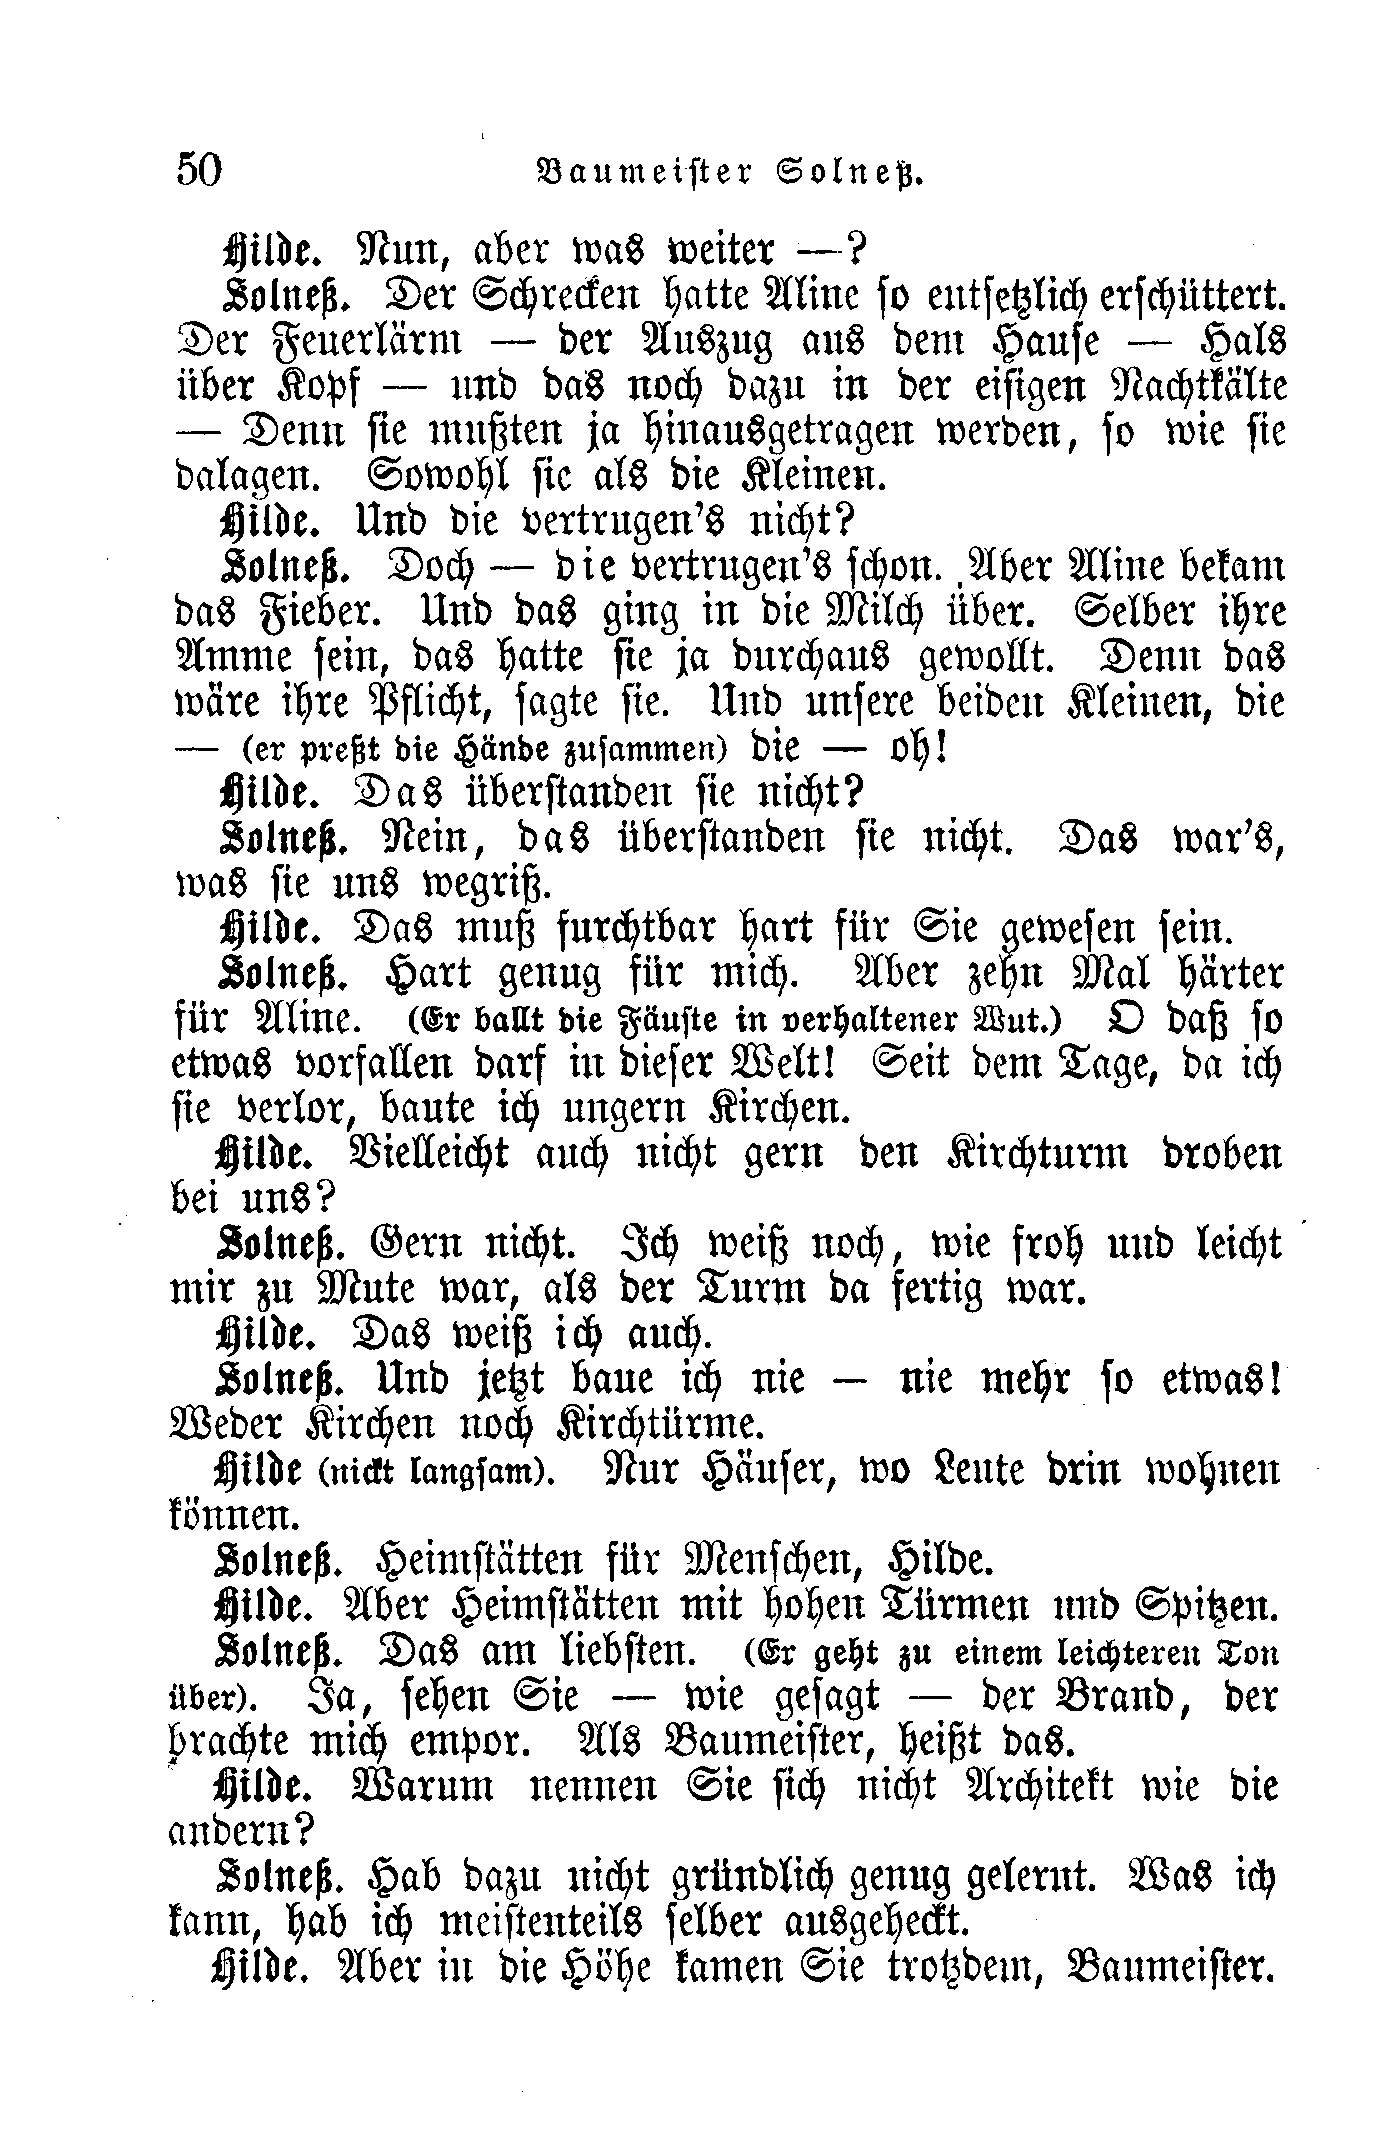 50 Baumeister Solneß.
Hilde. Nun, aber was weiter —?
Solneß. Der Schrecken hatte Aline so entsetzlich erschüttert.
Der Feuerlärm — der Auszug aus dem Hause — Hals
über Kopf — und das noch dazu in der eisigen Nachtkälte
— Denn sie mußten ja hinausgetragen werden, so wie sie
dalagen. Sowohl sie als die Kleinen.
Hilde. Und die vertrugen's nicht?
Solneß. Doch — die vertrugen's schon. Aber Aline bekam
das Fieber. Und das ging in die Milch über. Selber ihre
Amme sein, das hatte sie ja durchaus gewollt. Denn das
wäre ihre Pflicht, sagte sie. Und unsere beiden Kleinen, die
— (er preßt die Hände zusammen) die — oh!
Hilde. Das überstanden sie nicht?
Solneß. Nein, das überstanden sie nicht. Das war's,
was sie uns wegriß.
Hilde. Das muß furchtbar hart für Sie gewesen sein.
Solneß. Hart genug für mich. Aber zehn Mal härter
für Aline. (Er ballt die Fäuste in verhaltener Wut.) O daß so
etwas vorfallen darf in dieser Welt! Seit dem Tage, da ich
sie verlor, baute ich ungern Kirchen.
Hilde. Vielleicht auch nicht gern den Kirchturm droben
bei uns?
Solneß. Gern nicht. Ich weiß noch, wie froh und leicht
mir zu Mute war, als der Turm da fertig war.
Hilde. Das weiß ich auch.
Solneß. Und jetzt baue ich nie — nie mehr so etwas!
Weder Kirchen noch Kirchtürme.
Hilde (nickt langsam). Nur Häuser, wo Leute drin wohnen
können.
Solneß. Heimstätten für Menschen, Hilde.
Hilde. Aber Heimstätten mit hohen Türmen und Spitzen.
Solneß. Das am liebsten. (Er geht zu einem leichteren Ton
über). Ja, sehen Sie — wie gesagt — der Brand, der
brachte mich empor. Als Baumeister, heißt das.
Hilde. Warum nennen Sie sich nicht Architekt wie die
andern?
Solneß. Hab dazu nicht gründlich genug gelernt. Was ich
kann, hab ich meistenteils selber ausgeheckt.
Hilde. Aber in die Höhe kamen Sie trotzdem, Baumeister.